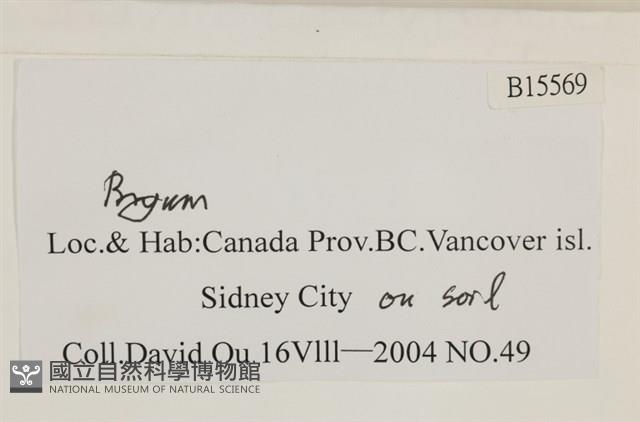 B15569
Bryum
Loc.& Hab:Canada Prov.BC.Vancover isl.
Sidney City on soil
Coll.David Ou 16Vlll—2004 NO.49
國立自然科學博物館
NATIONAL MUSEUM OF NATURAL SCIENCE